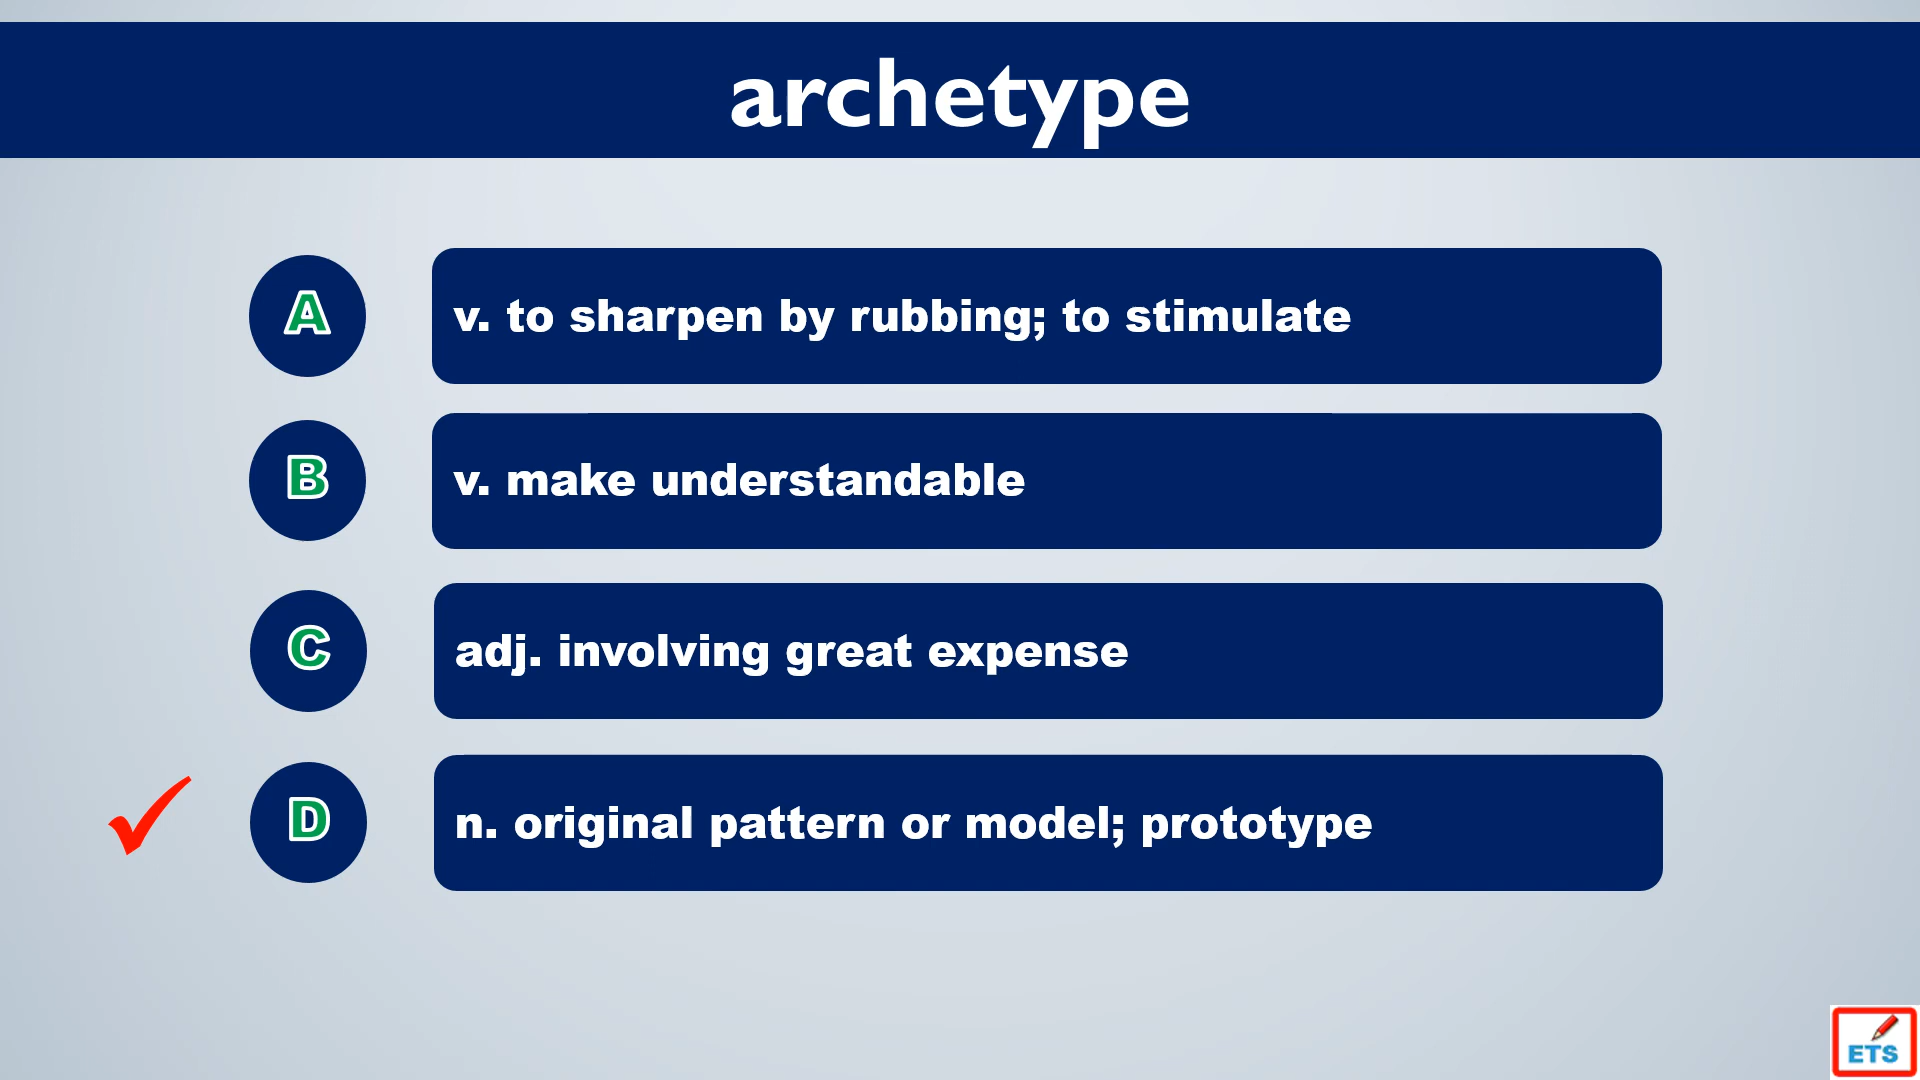 archetype
A
v. to sharpen by rubbing; to stimulate
B
v. make understandable
C
adj. involving great expense
D
n. original pattern or model; prototype
ETS